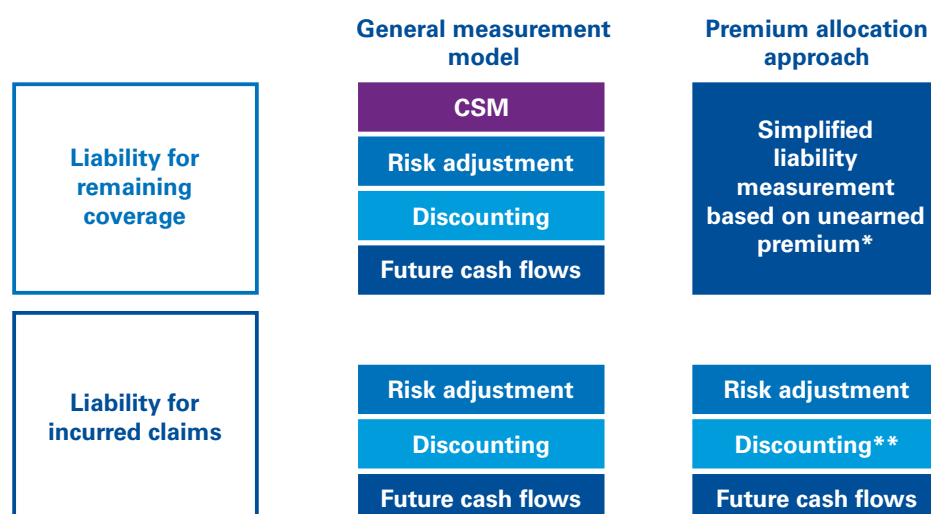 General measurement
model
Premium allocation
approach
Liability for
remaining
coverage
CSM
Risk adjustment
Discounting
Future cash flows
Simplified
liability
measurement
based on unearned
premium*
Liability for
incurred claims
Risk adjustment
Discounting
Future cash flows
Risk adjustment
Discounting**
Future cash flows